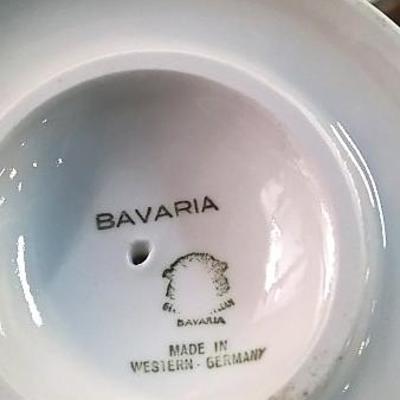 BAVARIA
BAVARIA
MADE IN
WESTERN - GERMANY